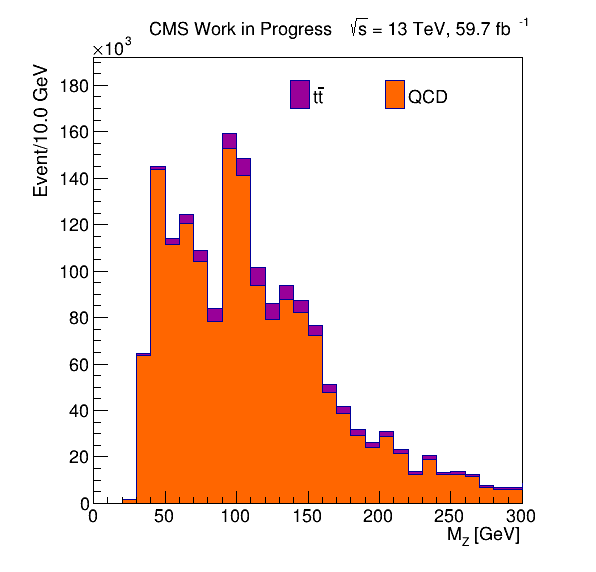 CMS Work in Progress √s = 13 TeV, 59.7 fb⁻¹
×10³
tt̄ QCD
Event/10.0 GeV
180
160
140
120
100
80
60
40
20
0
0 50 100 150 200 250 300
M_Z [GeV]